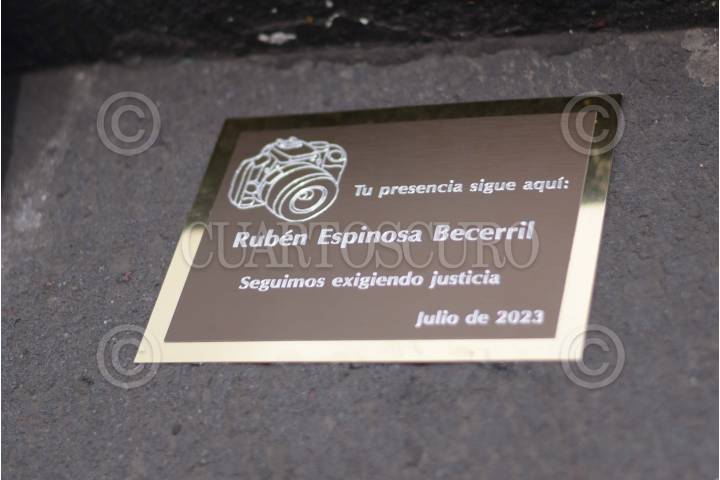 ©
©
Tu presencia sigue aquí:
Rubén Espinosa Becerril
CUARTOSCURO
Seguimos exigiendo justicia
Julio de 2023
©
©